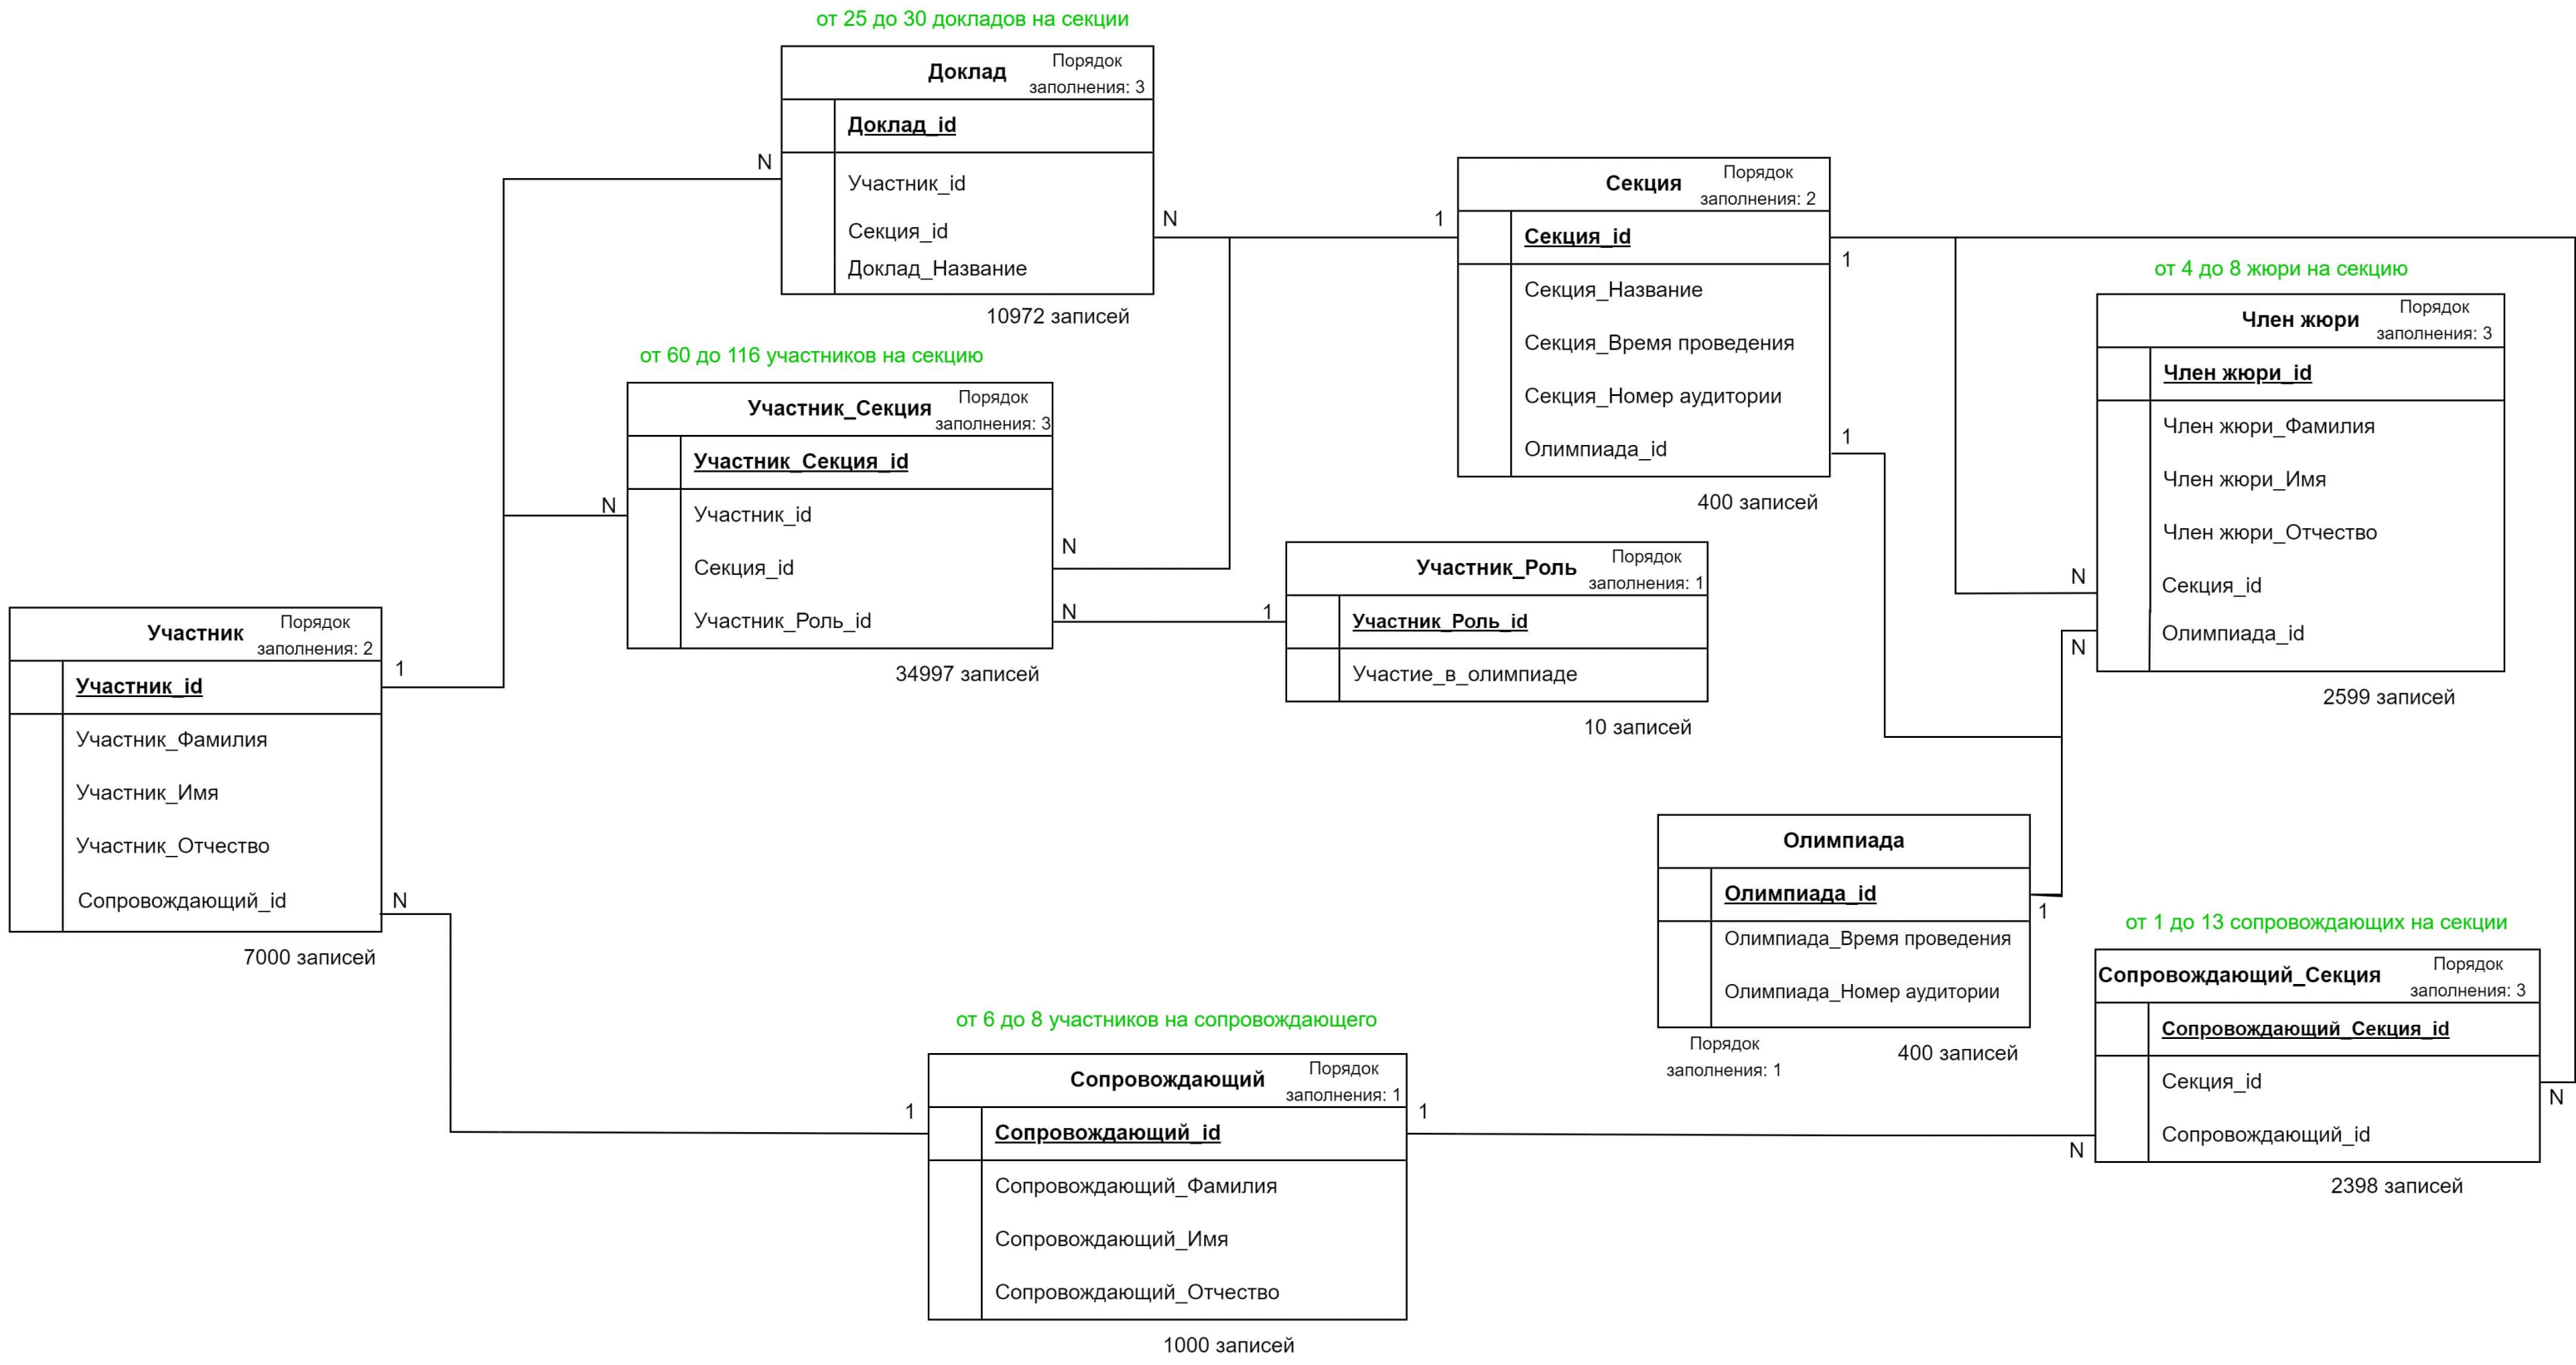 от 25 до 30 докладов на секции
Доклад
Порядок
заполнения: 3
Доклад_id
N
Участник_id
Секция_id
Доклад_Название
N
10972 записей
1
Секция
Порядок
заполнения: 2
Секция_id
1
Секция_Название
Секция_Время проведения
Секция_Номер аудитории
1
Олимпиада_id
400 записей
от 4 до 8 жюри на секцию
Член жюри
Порядок
заполнения: 3
Член жюри_id
Член жюри_Фамилия
Член жюри_Имя
Член жюри_Отчество
N
Секция_id
Олимпиада_id
N
2599 записей
от 60 до 116 участников на секцию
Участник_Секция
Порядок
заполнения: 3
Участник_Секция_id
N
Участник_id
N
Секция_id
N
Участник_Роль_id
34997 записей
Участник_Роль
Порядок
заполнения: 1
1
Участник_Роль_id
Участие_в_олимпиаде
10 записей
Участник
Порядок
заполнения: 2
1
Участник_id
Участник_Фамилия
Участник_Имя
Участник_Отчество
N
Сопровождающий_id
7000 записей
Олимпиада
Олимпиада_id
1
Олимпиада_Время проведения
Олимпиада_Номер аудитории
Порядок
заполнения: 1
400 записей
от 1 до 13 сопровождающих на секции
Сопровождающий_Секция
Порядок
заполнения: 3
Сопровождающий_Секция_id
Секция_id
N
Сопровождающий_id
N
2398 записей
от 6 до 8 участников на сопровождающего
Сопровождающий
Порядок
заполнения: 1
1
1
Сопровождающий_id
Сопровождающий_Фамилия
Сопровождающий_Имя
Сопровождающий_Отчество
1000 записей